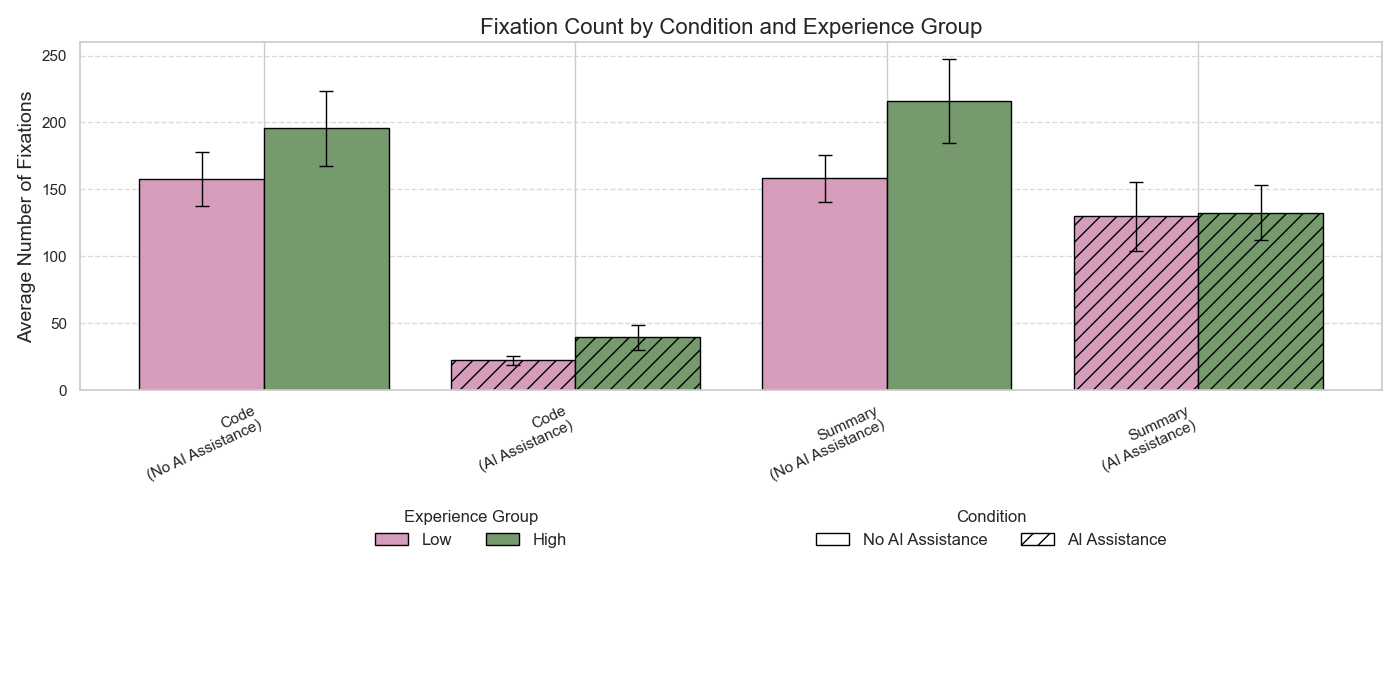 Fixation Count by Condition and Experience Group
Average Number of Fixations
250
200
150
100
50
0
Code
(No AI Assistance)
Code
(AI Assistance)
Summary
(No AI Assistance)
Summary
(AI Assistance)
Experience Group
Low
High
Condition
No AI Assistance
AI Assistance